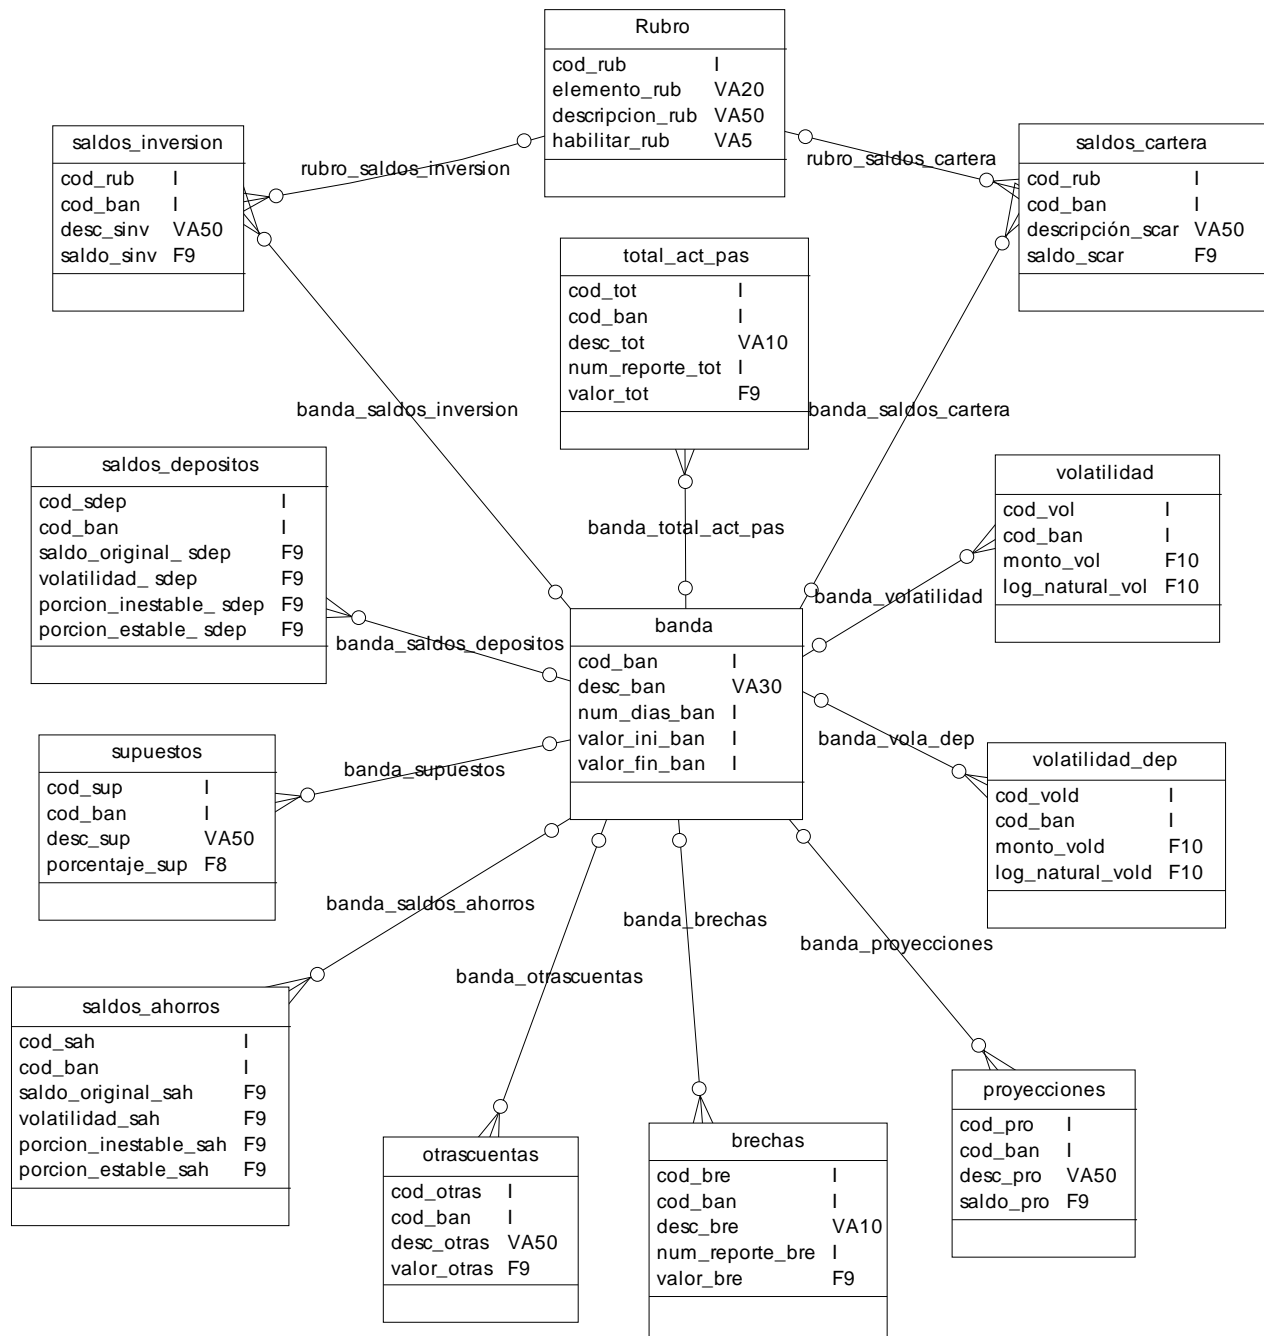 Rubro
cod_rub I
elemento_rub VA20
descripcion_rub VA50
habilitar_rub VA5
saldos_inversion
cod_rub I
cod_ban I
desc_sinv VA50
saldo_sinv F9
rubro_saldos_inversion
rubro_saldos_cartera
saldos_cartera
cod_rub I
cod_ban I
descripción_scar VA50
saldo_scar F9
total_act_pas
cod_tot I
cod_ban I
desc_tot VA10
num_reporte_tot I
valor_tot F9
banda_saldos_inversion
banda_saldos_cartera
saldos_depositos
cod_sdep I
cod_ban I
saldo_original_ sdep F9
volatilidad_ sdep F9
porcion_inestable_ sdep F9
porcion_estable_ sdep F9
banda_total_act_pas
volatilidad
cod_vol I
cod_ban I
monto_vol F10
log_natural_vol F10
banda_volatilidad
banda_saldos_depositos
banda
cod_ban I
desc_ban VA30
num_dias_ban I
valor_ini_ban I
valor_fin_ban I
banda_vola_dep
supuestos
cod_sup I
cod_ban I
desc_sup VA50
porcentaje_sup F8
banda_supuestos
volatilidad_dep
cod_vold I
cod_ban I
monto_vold F10
log_natural_vold F10
banda_saldos_ahorros
banda_brechas
banda_proyecciones
banda_otrascuentas
saldos_ahorros
cod_sah I
cod_ban I
saldo_original_sah F9
volatilidad_sah F9
porcion_inestable_sah F9
porcion_estable_sah F9
otrascuentas
cod_otras I
cod_ban I
desc_otras VA50
valor_otras F9
brechas
cod_bre I
cod_ban I
desc_bre VA10
num_reporte_bre I
valor_bre F9
proyecciones
cod_pro I
cod_ban I
desc_pro VA50
saldo_pro F9